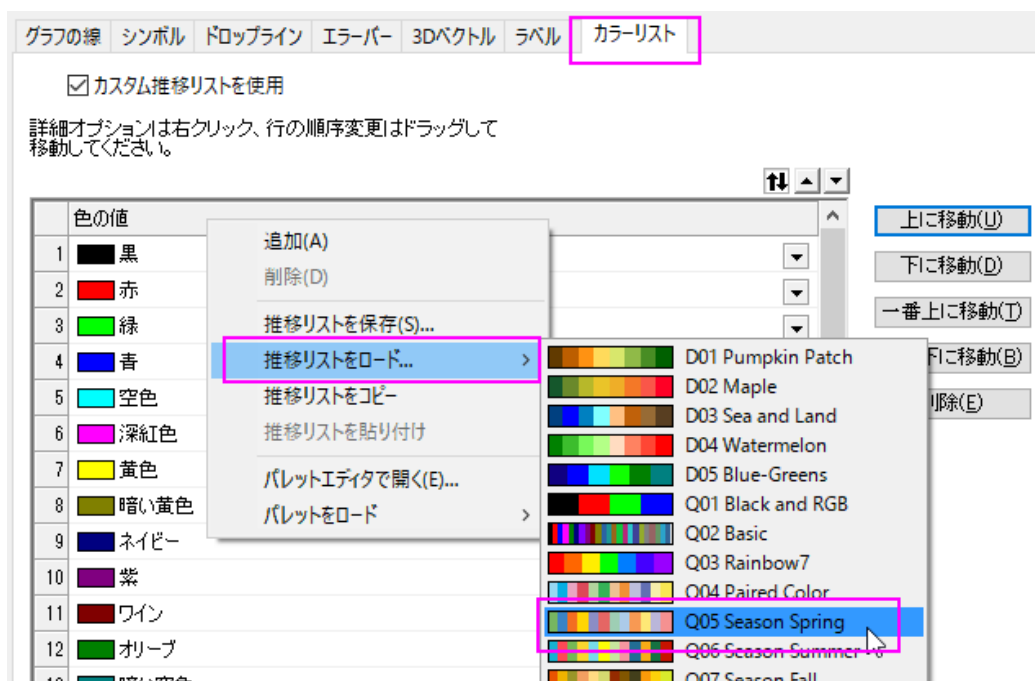 グラフの線 シンボル ドロップライン エラーバー 3Dベクトル ラベル カラーリスト
カスタム推移リストを使用
詳細オプションは右クリック、行の順序変更はドラッグして
移動してください。
色の値
1 黒
2 赤
3 緑
4 青
5 空色
6 深紅色
7 黄色
8 暗い黄色
9 ネイビー
10 紫
11 ワイン
12 オリーブ
追加(A)
削除(D)
推移リストを保存(S)...
推移リストをロード...
推移リストをコピー
推移リストを貼り付け
パレットエディタで開く(E)...
パレットをロード
D01 Pumpkin Patch
D02 Maple
D03 Sea and Land
D04 Watermelon
D05 Blue-Greens
Q01 Black and RGB
Q02 Basic
Q03 Rainbow7
Q04 Paired Color
Q05 Season Spring
Q06 Season Summer
Q07 Season Fall
上に移動(U)
下に移動(D)
一番上に移動(T)
下に移動(B)
削除(E)